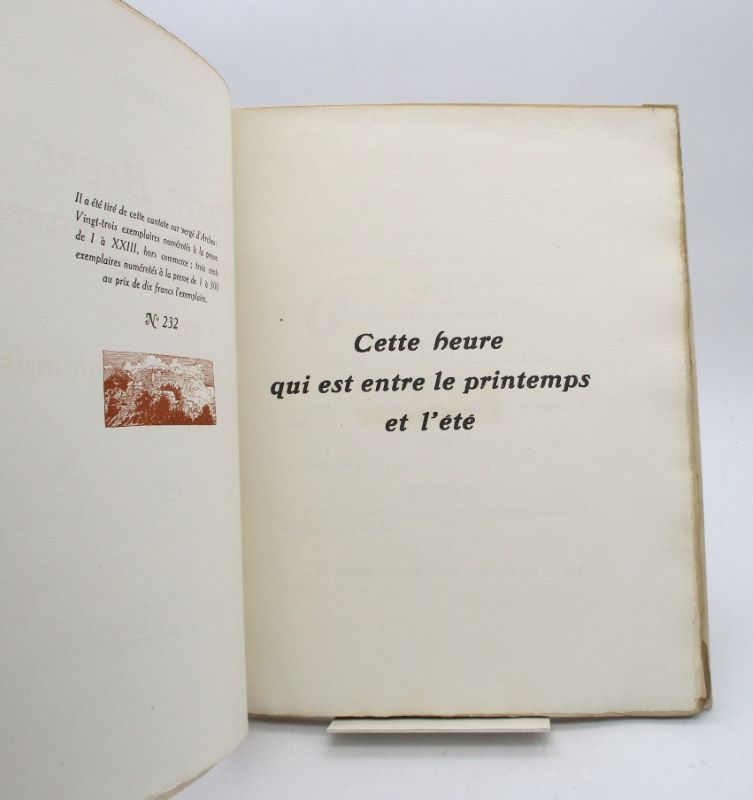 Il a été tiré de cette cantate sur vergé d'Arches :
Vingt-trois exemplaires numérotés à la presse
de I à XXIII, hors commerce ; trois cents
exemplaires numérotés à la presse de 1 à 300
au prix de dix francs l'exemplaire.
No 232
Cette heure
qui est entre le printemps
et l'été